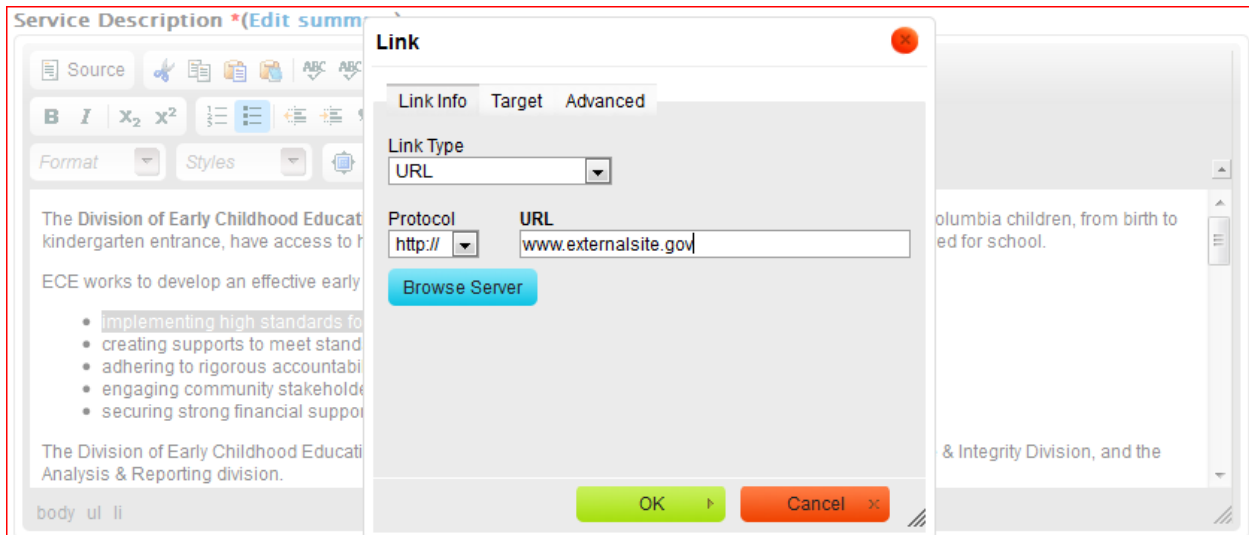 Service Description *(Edit summ
Link
Source
ABC
ABC
Link Info Target Advanced
B I X2 X2
Link Type
Format Styles
URL
Protocol URL
The Division of Early Childhood Educati
olumbia children, from birth to
http:// www.externalsite.gov
kindergarten entrance, have access to h
ed for school.
Browse Server
ECE works to develop an effective early
implementing high standards fo
creating supports to meet stand
adhering to rigorous accountabi
engaging community stakeholde
securing strong financial suppor
The Division of Early Childhood Educati
& Integrity Division, and the
Analysis & Reporting division.
OK Cancel
body ul li